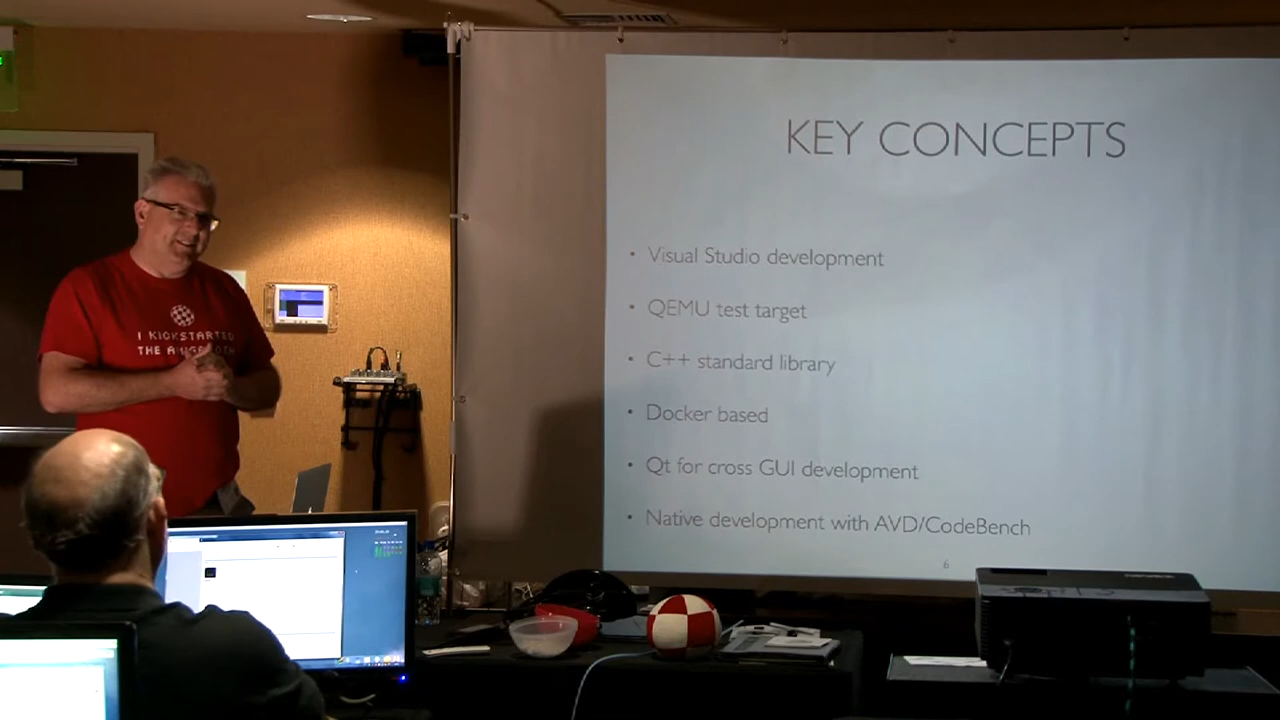 KEY CONCEPTS
• Visual Studio development
• QEMU test target
• C++ standard library
• Docker based
• Qt for cross GUI development
• Native development with AVD/CodeBench
6
I KICKSTARTED
THE